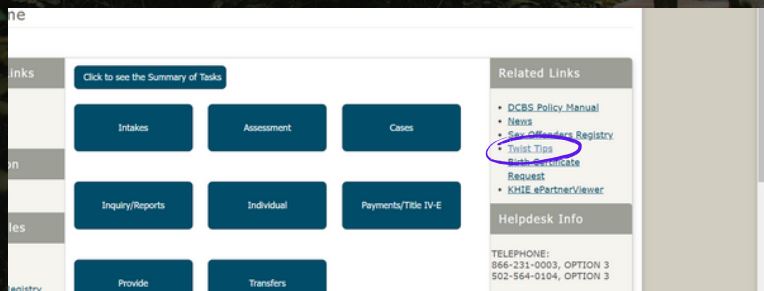 me
Links
Click to see the Summary of Tasks
Related Links
Intakes
Assessment
Cases
• DCBS Policy Manual
• News
• Sex Offenders Registry
• Twist Tips
• Birth Certificate
Request
• KHIE ePartnerViewer
on
Inquiry/Reports
Individual
Payments/Title IV-E
Helpdesk Info
les
TELEPHONE:
866-231-0003, OPTION 3
502-564-0104, OPTION 3
Provide
Transfers
Registry